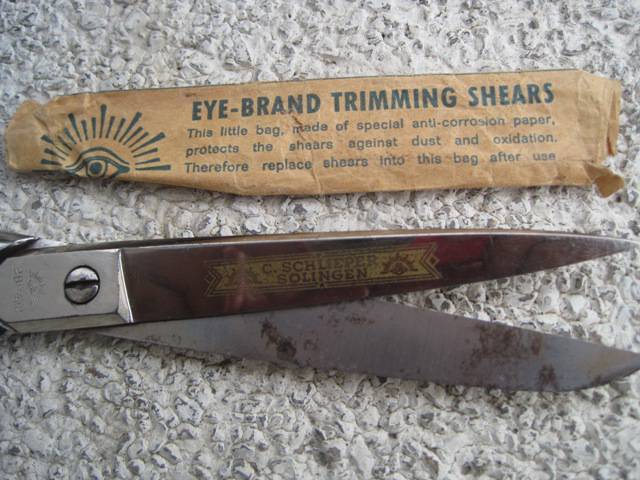 EYE-BRAND TRIMMING SHEARS
This little bag, made of special anti-corrosion paper,
protects the shears against dust and oxidation.
Therefore replace shears into this bag after use
C. SCHLIEPER
SOLINGEN